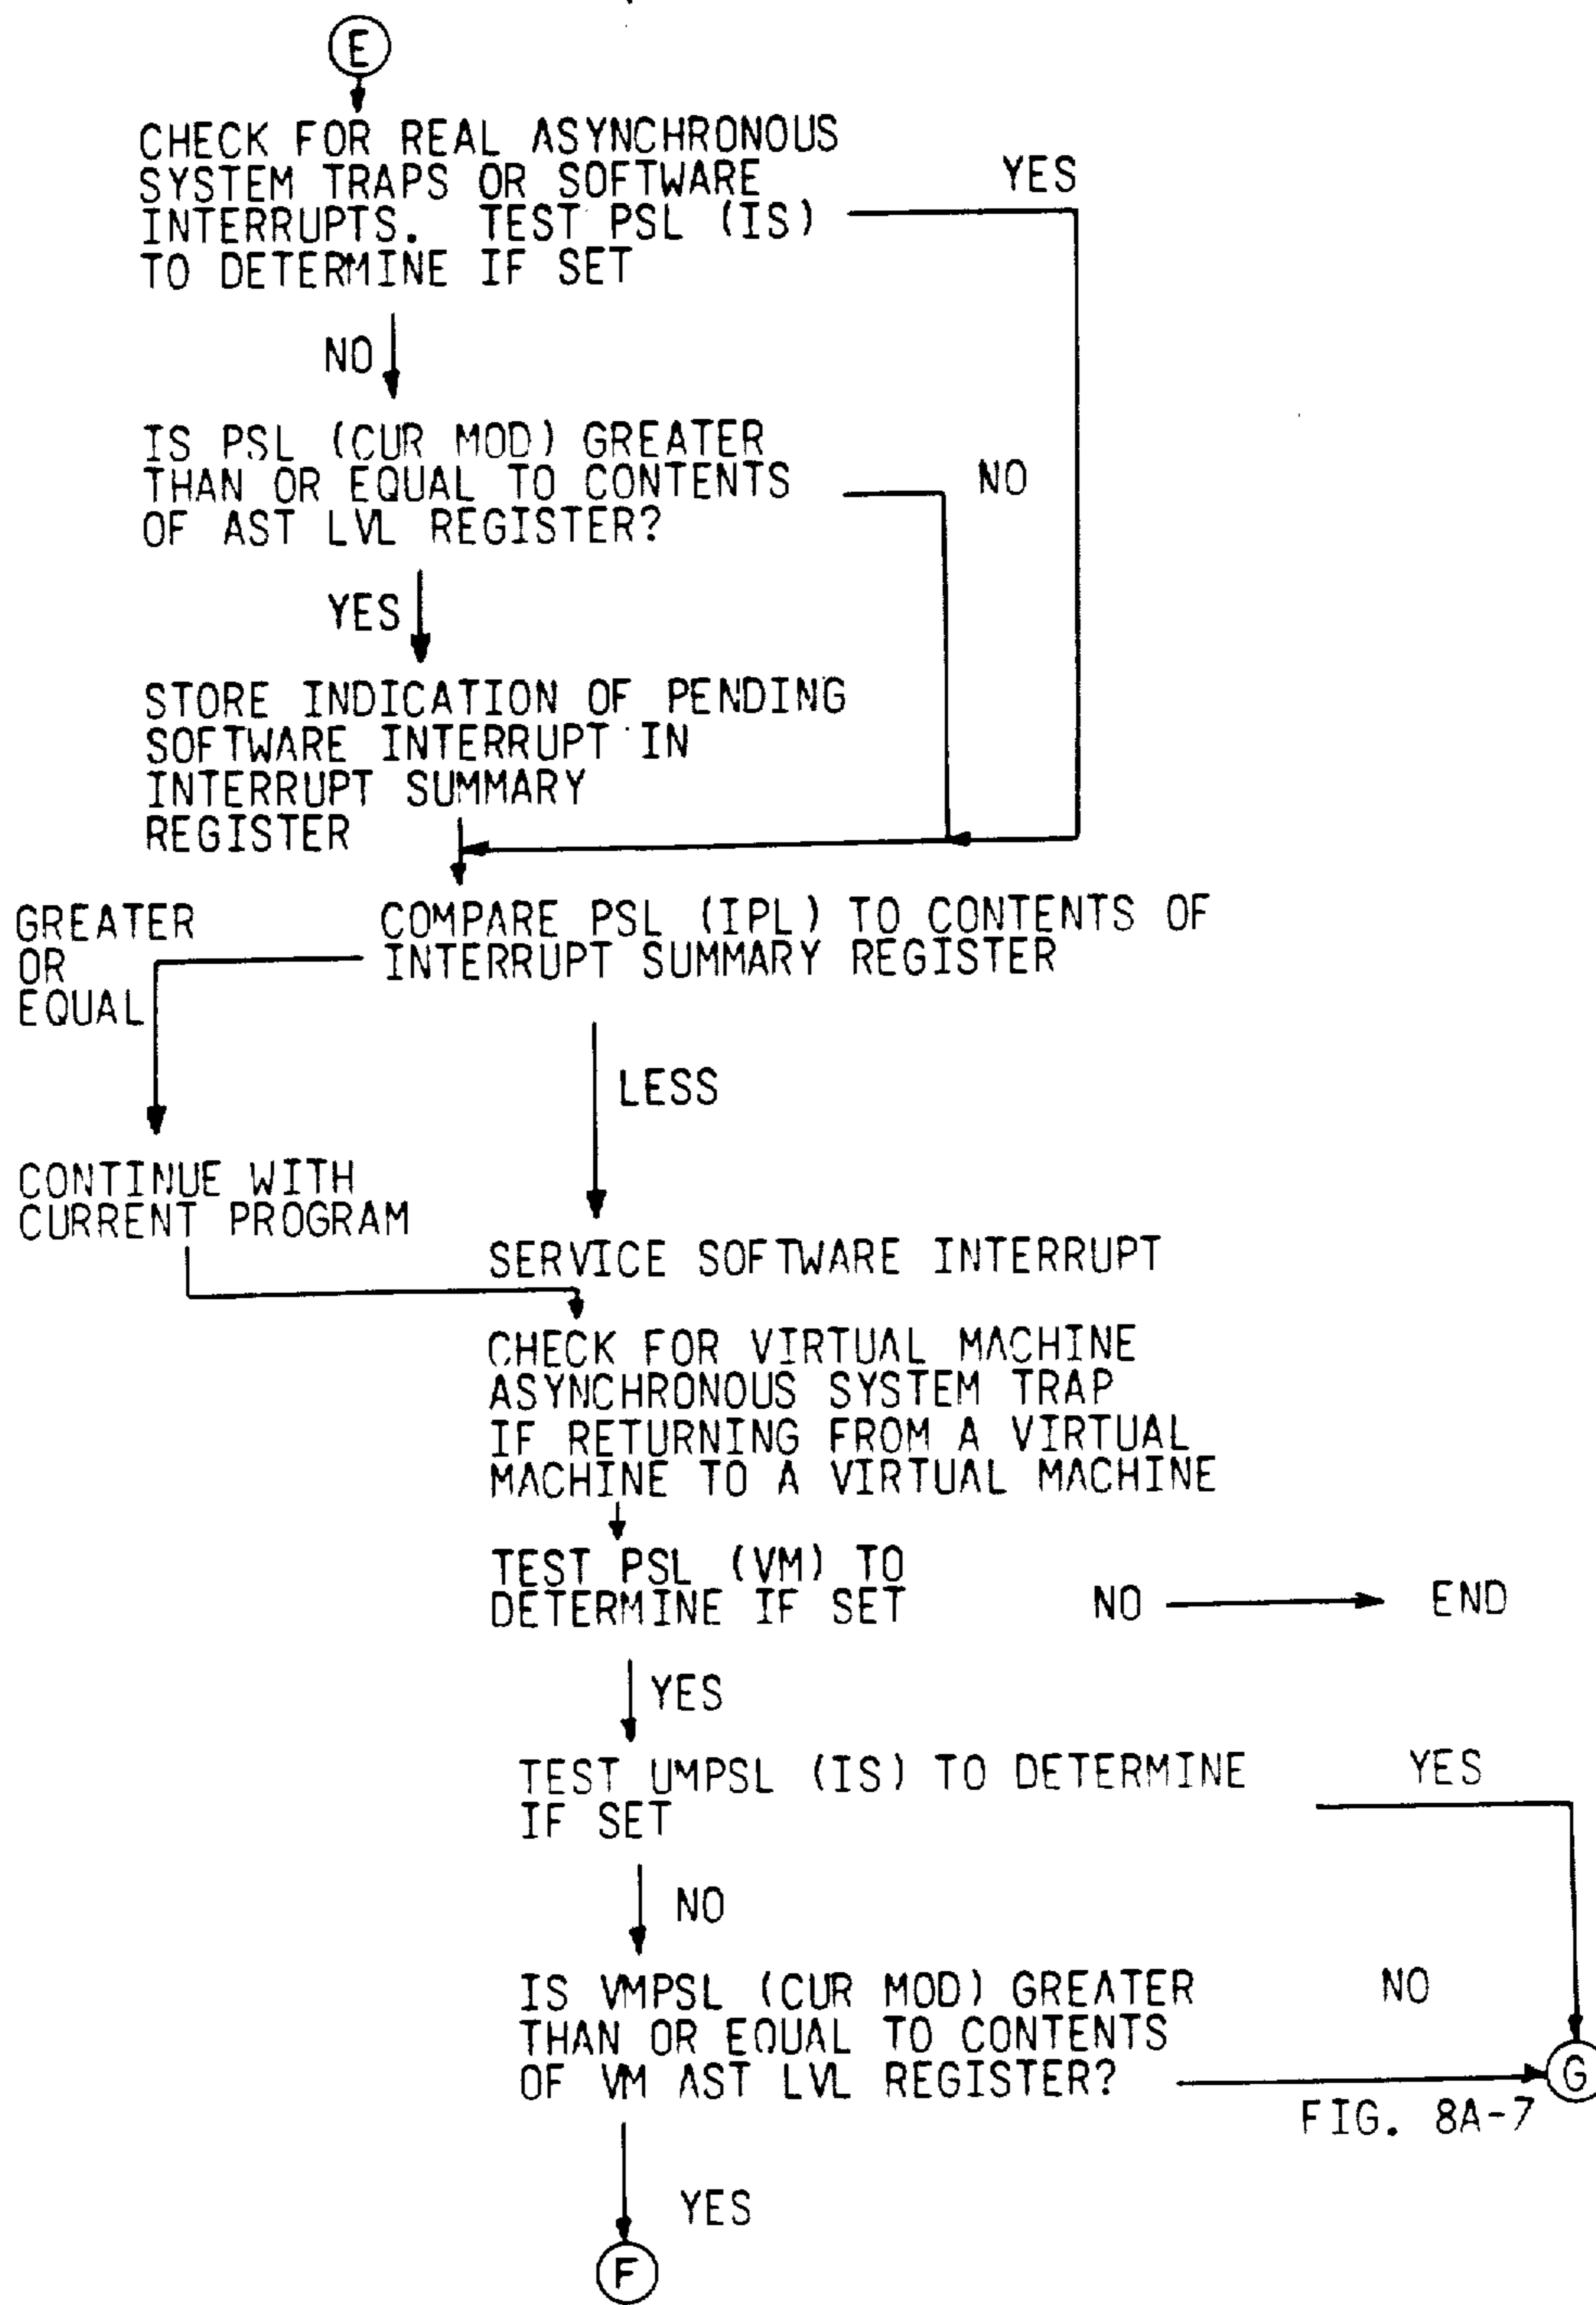 E
CHECK FOR REAL ASYNCHRONOUS
SYSTEM TRAPS OR SOFTWARE
INTERRUPTS. TEST PSL (IS)
TO DETERMINE IF SET
YES
NO
IS PSL (CUR MOD) GREATER
THAN OR EQUAL TO CONTENTS
OF AST LVL REGISTER?
NO
YES
STORE INDICATION OF PENDING
SOFTWARE INTERRUPT IN
INTERRUPT SUMMARY
REGISTER
GREATER
OR
EQUAL
COMPARE PSL (IPL) TO CONTENTS OF
INTERRUPT SUMMARY REGISTER
LESS
CONTINUE WITH
CURRENT PROGRAM
SERVICE SOFTWARE INTERRUPT
CHECK FOR VIRTUAL MACHINE
ASYNCHRONOUS SYSTEM TRAP
IF RETURNING FROM A VIRTUAL
MACHINE TO A VIRTUAL MACHINE
TEST PSL (VM) TO
DETERMINE IF SET
NO
END
YES
TEST UMPSL (IS) TO DETERMINE
IF SET
YES
NO
IS VMPSL (CUR MOD) GREATER
THAN OR EQUAL TO CONTENTS
OF VM AST LVL REGISTER?
NO
G
FIG. 8A-7
YES
F